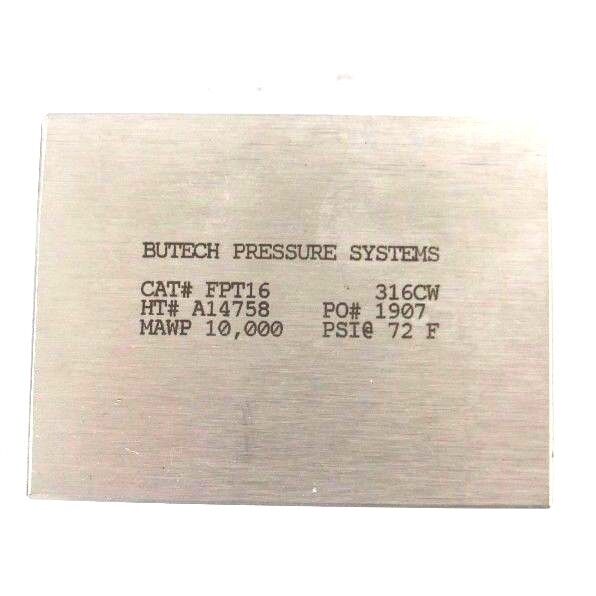 BUTECH PRESSURE SYSTEMS
CAT# FPT16 316CW
HT# A14758 PO# 1907
MAWP 10,000 PSI@ 72 F